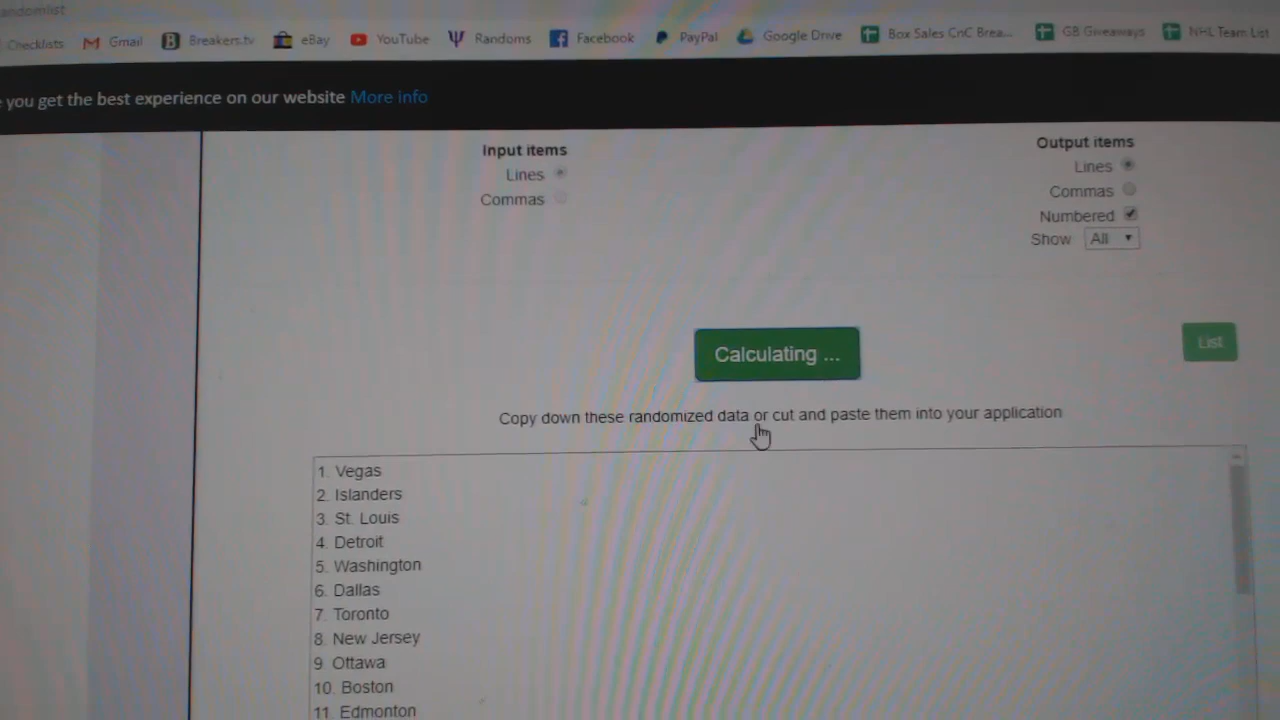 andomlist
Checklists Gmail Breakers.tv eBay YouTube Randoms Facebook PayPal Google Drive Box Sales CnC Brea... GB Giveaways NHL Team List
you get the best experience on our website More info
Input items
Lines
Commas
Output items
Lines
Commas
Numbered
Show All
Calculating ...
List
Copy down these randomized data or cut and paste them into your application
1. Vegas
2. Islanders
3. St. Louis
4. Detroit
5. Washington
6. Dallas
7. Toronto
8. New Jersey
9. Ottawa
10. Boston
11. Edmonton